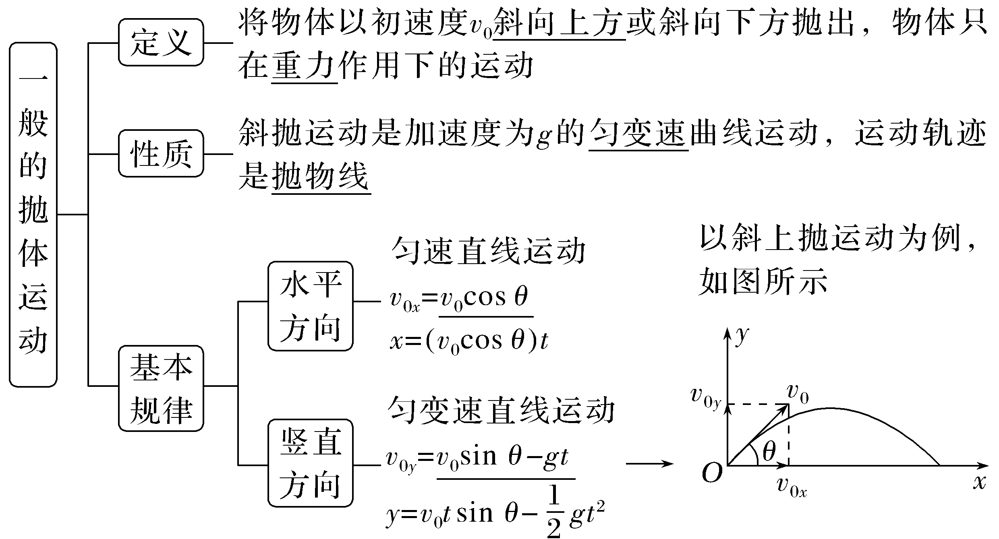 一般的抛体运动
定义
将物体以初速度v₀斜向上方或斜向下方抛出，物体只
在重力作用下的运动
性质
斜抛运动是加速度为g的匀变速曲线运动，运动轨迹
是抛物线
基本
规律
水平
方向
匀速直线运动
v₀ₓ=v₀cos θ
x=(v₀cos θ)t
竖直
方向
匀变速直线运动
v₀y=v₀sin θ-gt
y=v₀t sin θ-1/2 gt²
以斜上抛运动为例，
如图所示
y
v₀y
v₀
θ
O
v₀ₓ
x